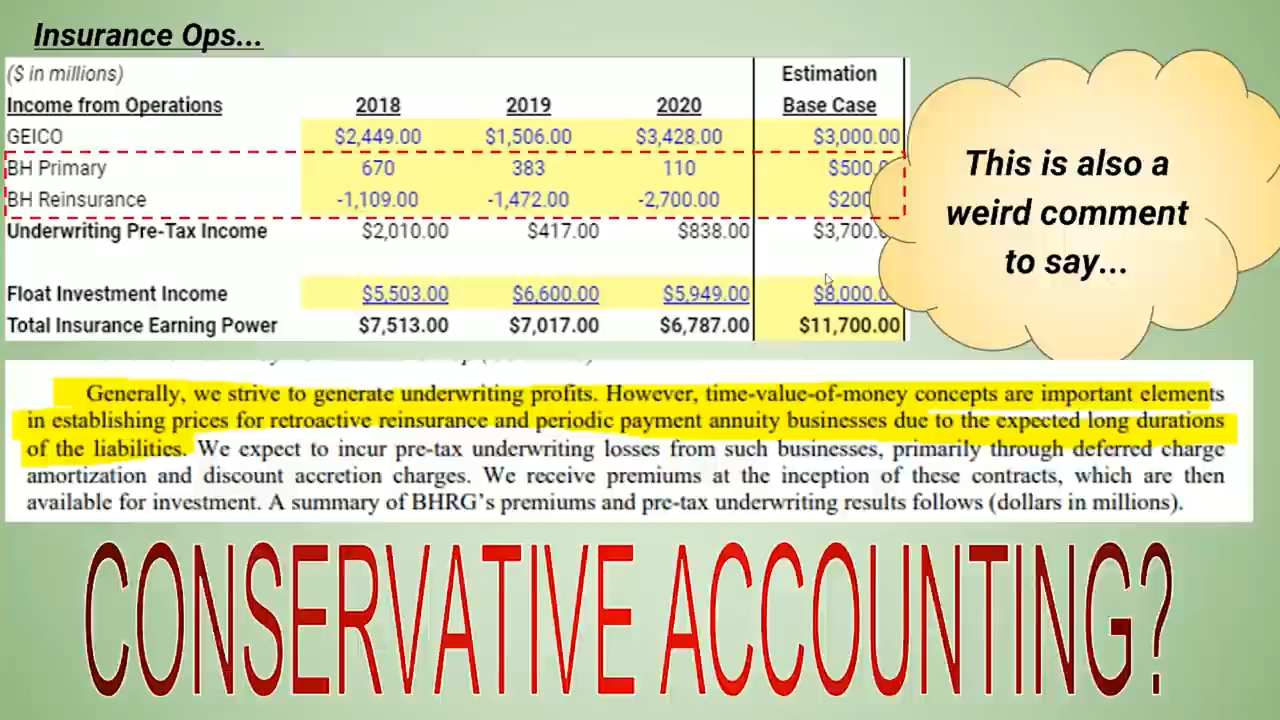 Insurance Ops...
($ in millions) Estimation
Income from Operations 2018 2019 2020 Base Case
GEICO $2,449.00 $1,506.00 $3,428.00 $3,000.00
BH Primary 670 383 110 $500.
BH Reinsurance -1,109.00 -1,472.00 -2,700.00 $200
Underwriting Pre-Tax Income $2,010.00 $417.00 $838.00 $3,700.
Float Investment Income $5,503.00 $6,600.00 $5,949.00 $8,000.0
Total Insurance Earning Power $7,513.00 $7,017.00 $6,787.00 $11,700.00
This is also a
weird comment
to say...
Generally, we strive to generate underwriting profits. However, time-value-of-money concepts are important elements
in establishing prices for retroactive reinsurance and periodic payment annuity businesses due to the expected long durations
of the liabilities. We expect to incur pre-tax underwriting losses from such businesses, primarily through deferred charge
amortization and discount accretion charges. We receive premiums at the inception of these contracts, which are then
available for investment. A summary of BHRG's premiums and pre-tax underwriting results follows (dollars in millions).
CONSERVATIVE ACCOUNTING?